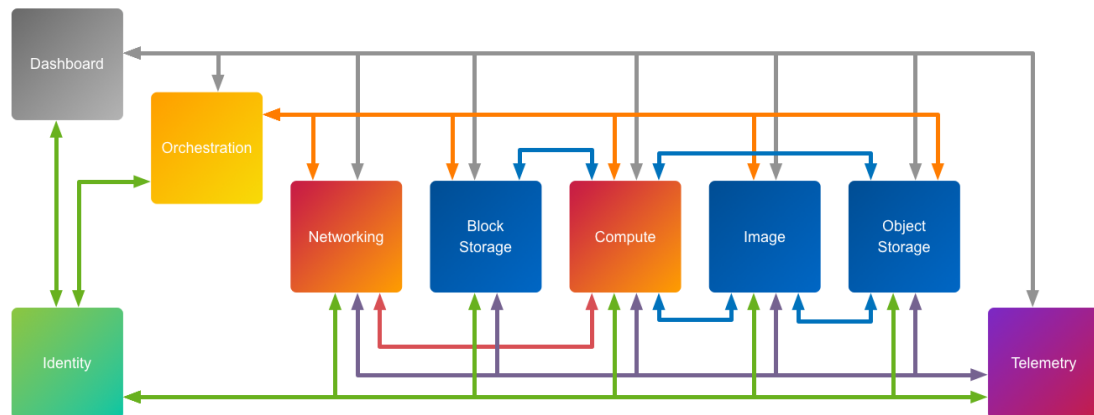 Dashboard
Orchestration
Networking
Block
Storage
Compute
Image
Object
Storage
Identity
Telemetry